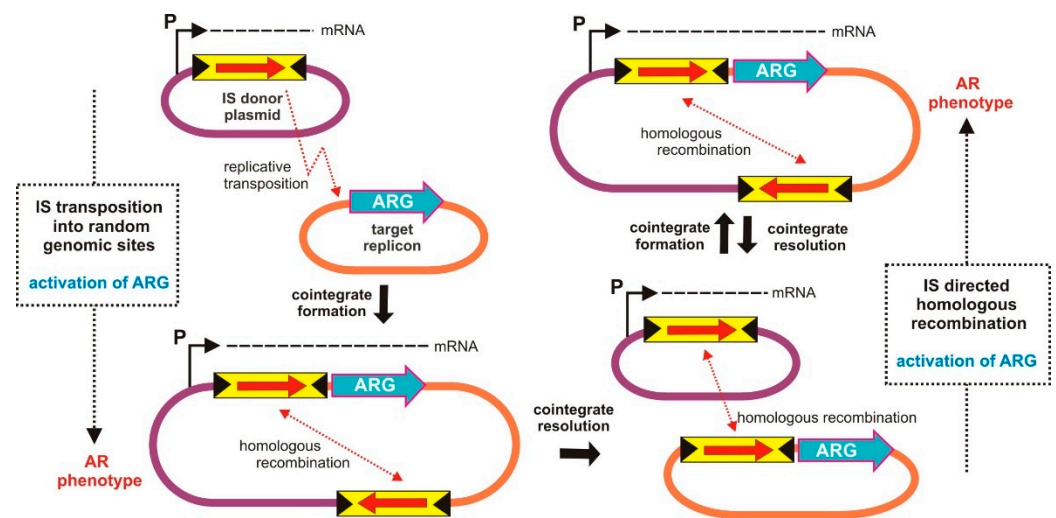 P
mRNA
IS donor
plasmid
replicative
transposition
ARG
target
replicon
IS transposition
into random
genomic sites
activation of ARG
AR
phenotype
cointegrate
formation
P
mRNA
ARG
homologous
recombination
cointegrate
resolution
P
mRNA
ARG
homologous
recombination
AR
phenotype
cointegrate
formation
cointegrate
resolution
P
mRNA
homologous recombination
ARG
IS directed
homologous
recombination
activation of ARG